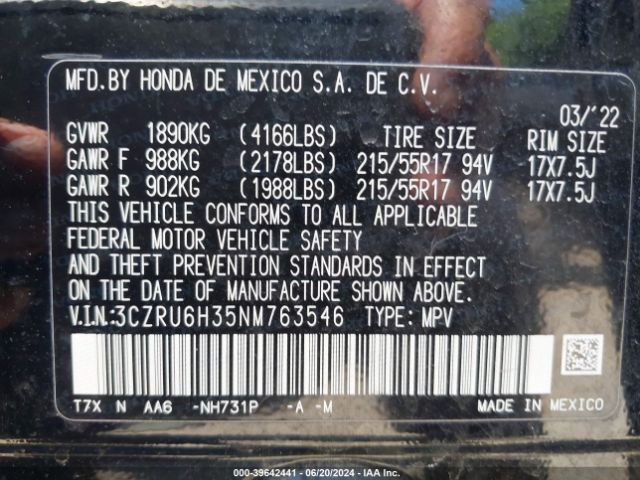 MFD.BY HONDA DE MEXICO S.A. DE C.V.
03/'22
GVWR 1890KG (4166LBS) TIRE SIZE RIM SIZE
GAWR F 988KG (2178LBS) 215/55R17 94V 17X7.5J
GAWR R 902KG (1988LBS) 215/55R17 94V 17X7.5J
THIS VEHICLE CONFORMS TO ALL APPLICABLE
FEDERAL MOTOR VEHICLE SAFETY
AND THEFT PREVENTION STANDARDS IN EFFECT
ON THE DATE OF MANUFACTURE SHOWN ABOVE.
V.I.N:3CZRU6H35NM763546 TYPE: MPV
T7X N AA6 -NH731P -A -M MADE IN MEXICO
000-39642441 - 06/20/2024 - IAA Inc.